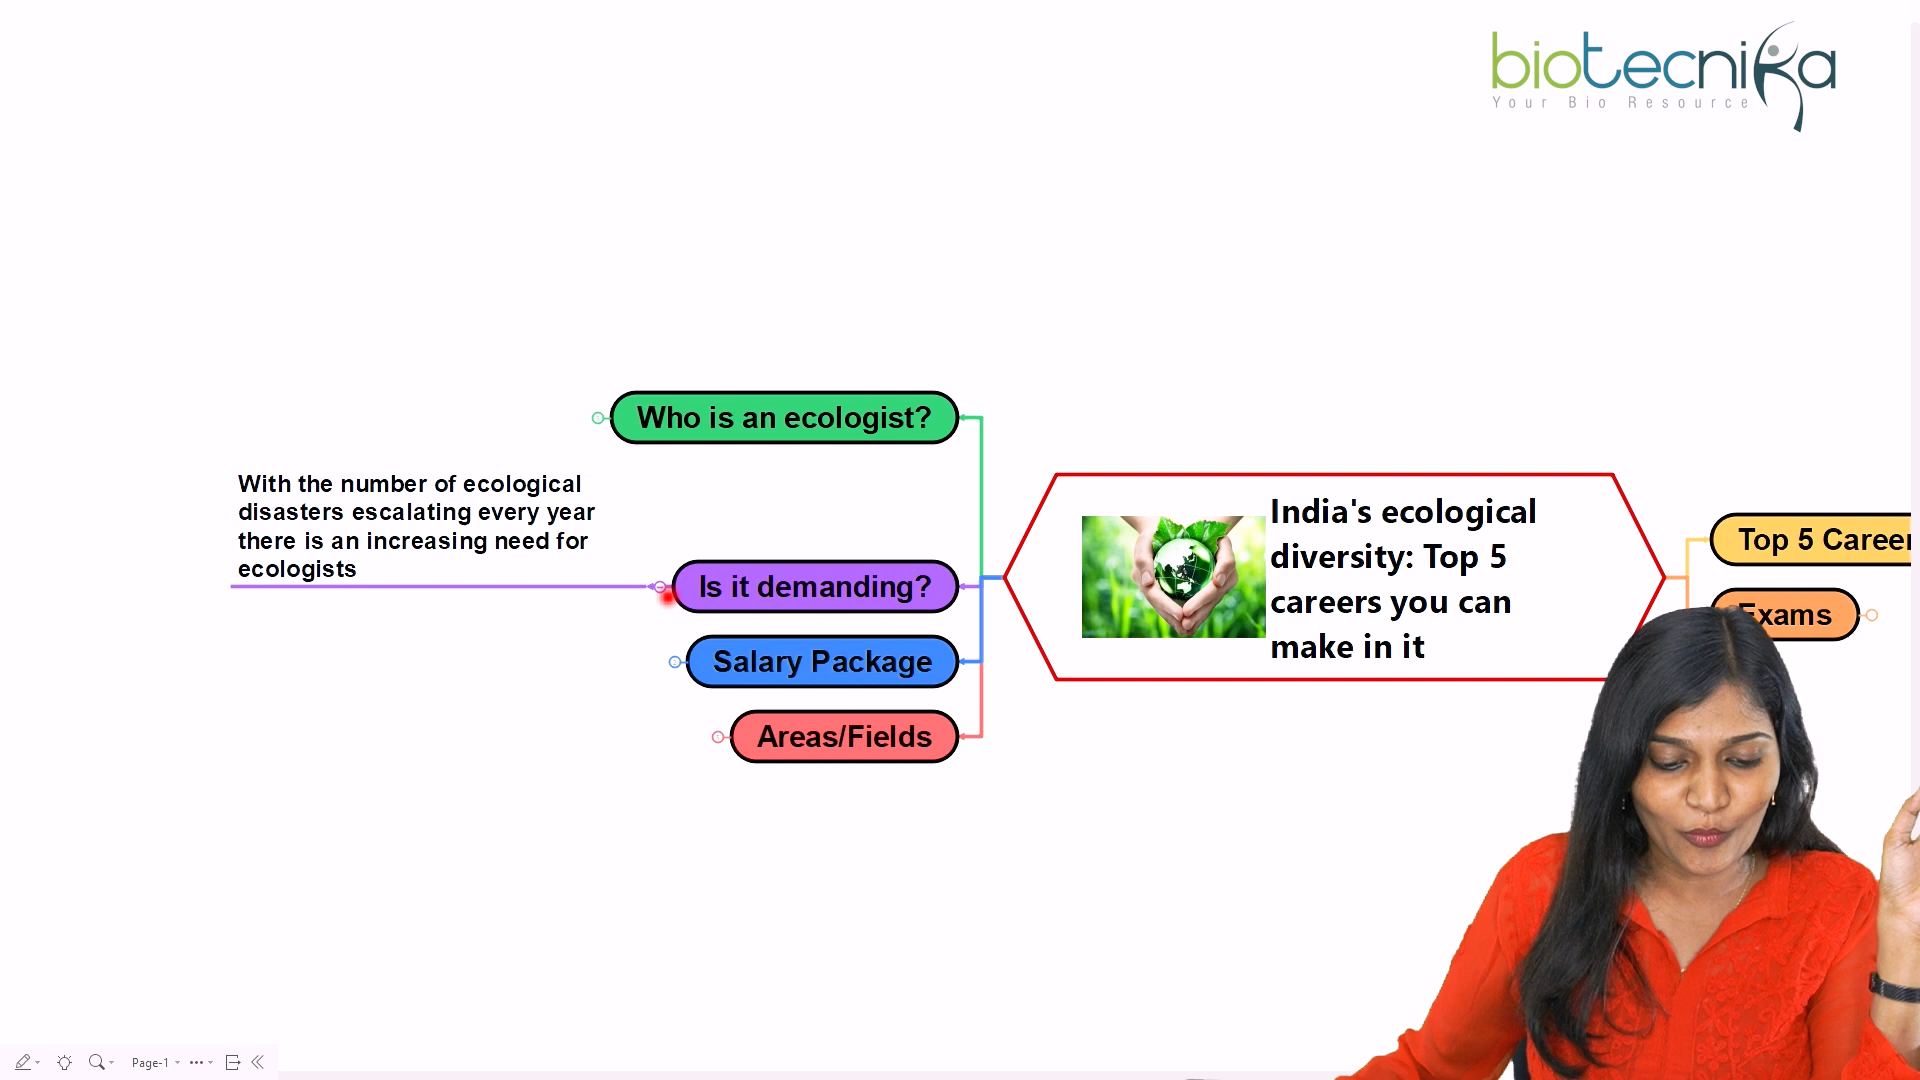 biotecnika
Your Bio Resource
Who is an ecologist?
With the number of ecological
disasters escalating every year
there is an increasing need for
ecologists
Is it demanding?
Salary Package
Areas/Fields
India's ecological
diversity: Top 5
careers you can
make in it
Top 5 Career
Exams
Page-1